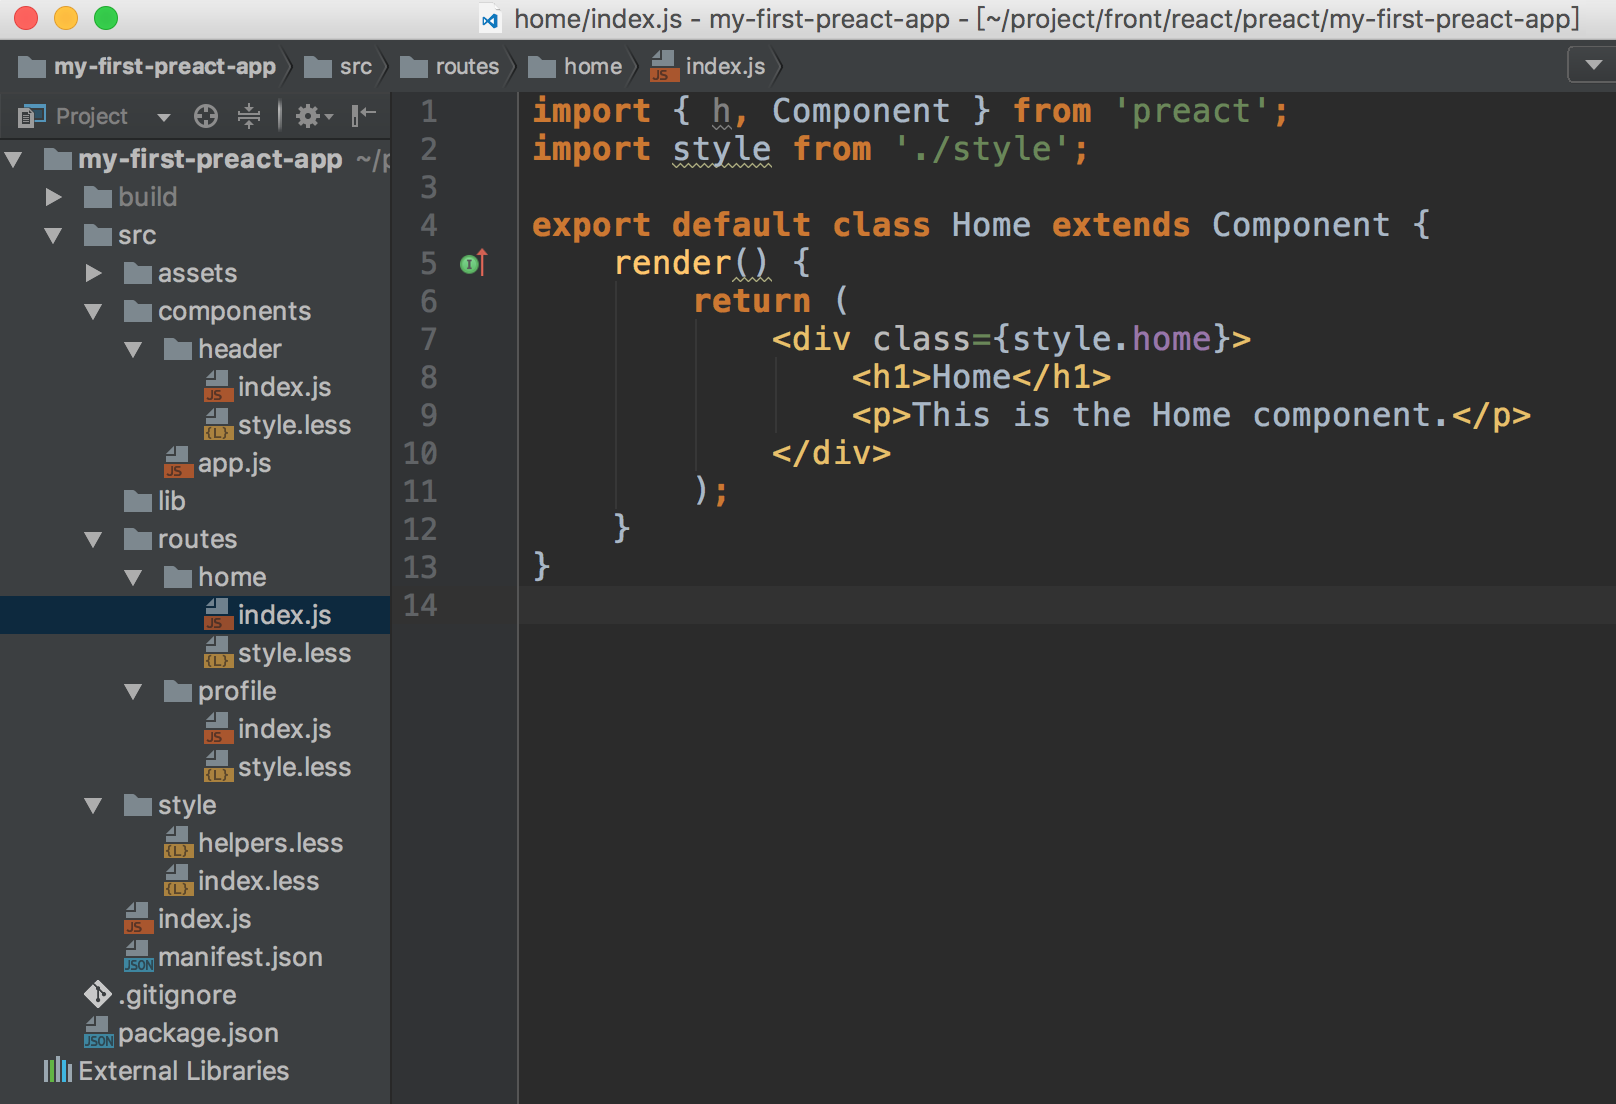 home/index.js - my-first-preact-app - [~/project/front/react/preact/my-first-preact-app]
my-first-preact-app src routes home index.js
Project
my-first-preact-app ~/p
build
src
assets
components
header
index.js
style.less
app.js
lib
routes
home
index.js
style.less
profile
index.js
style.less
style
helpers.less
index.less
index.js
manifest.json
.gitignore
package.json
External Libraries
1 import { h, Component } from 'preact';
2 import style from './style';
3
4 export default class Home extends Component {
5     render() {
6         return (
7             <div class={style.home}>
8                 <h1>Home</h1>
9                 <p>This is the Home component.</p>
10             </div>
11         );
12     }
13 }
14